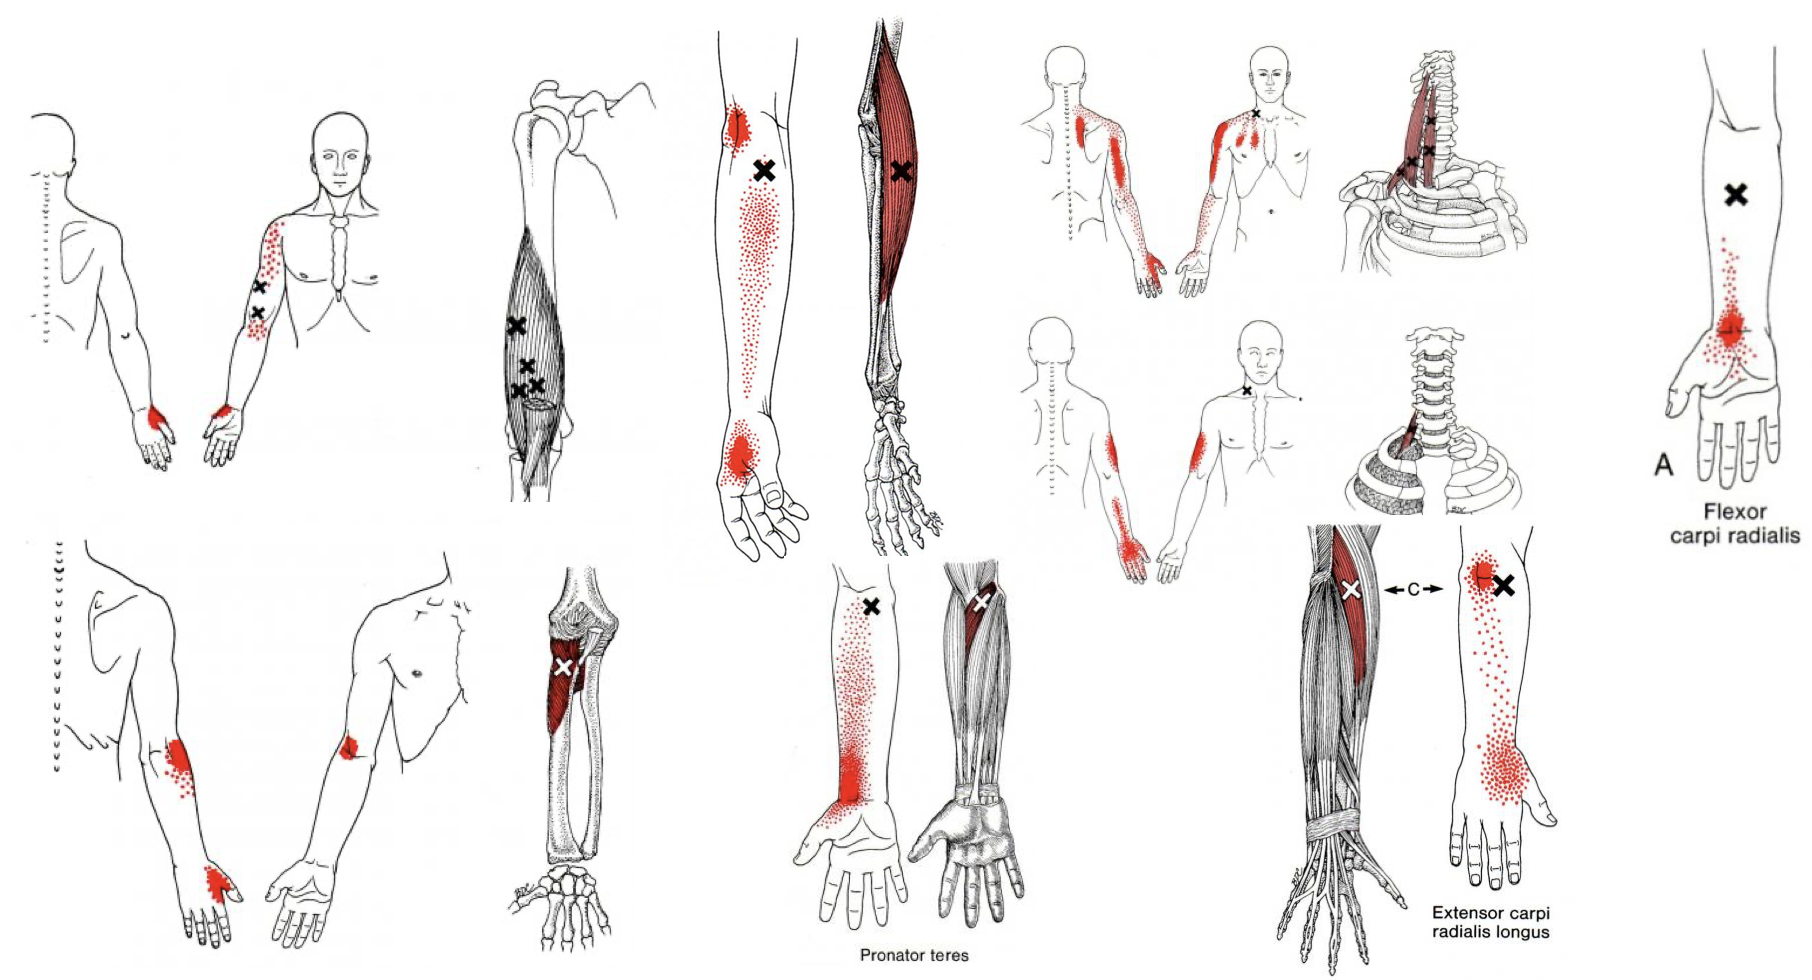 A
Flexor
carpi radialis
C
Extensor carpi
radialis longus
Pronator teres